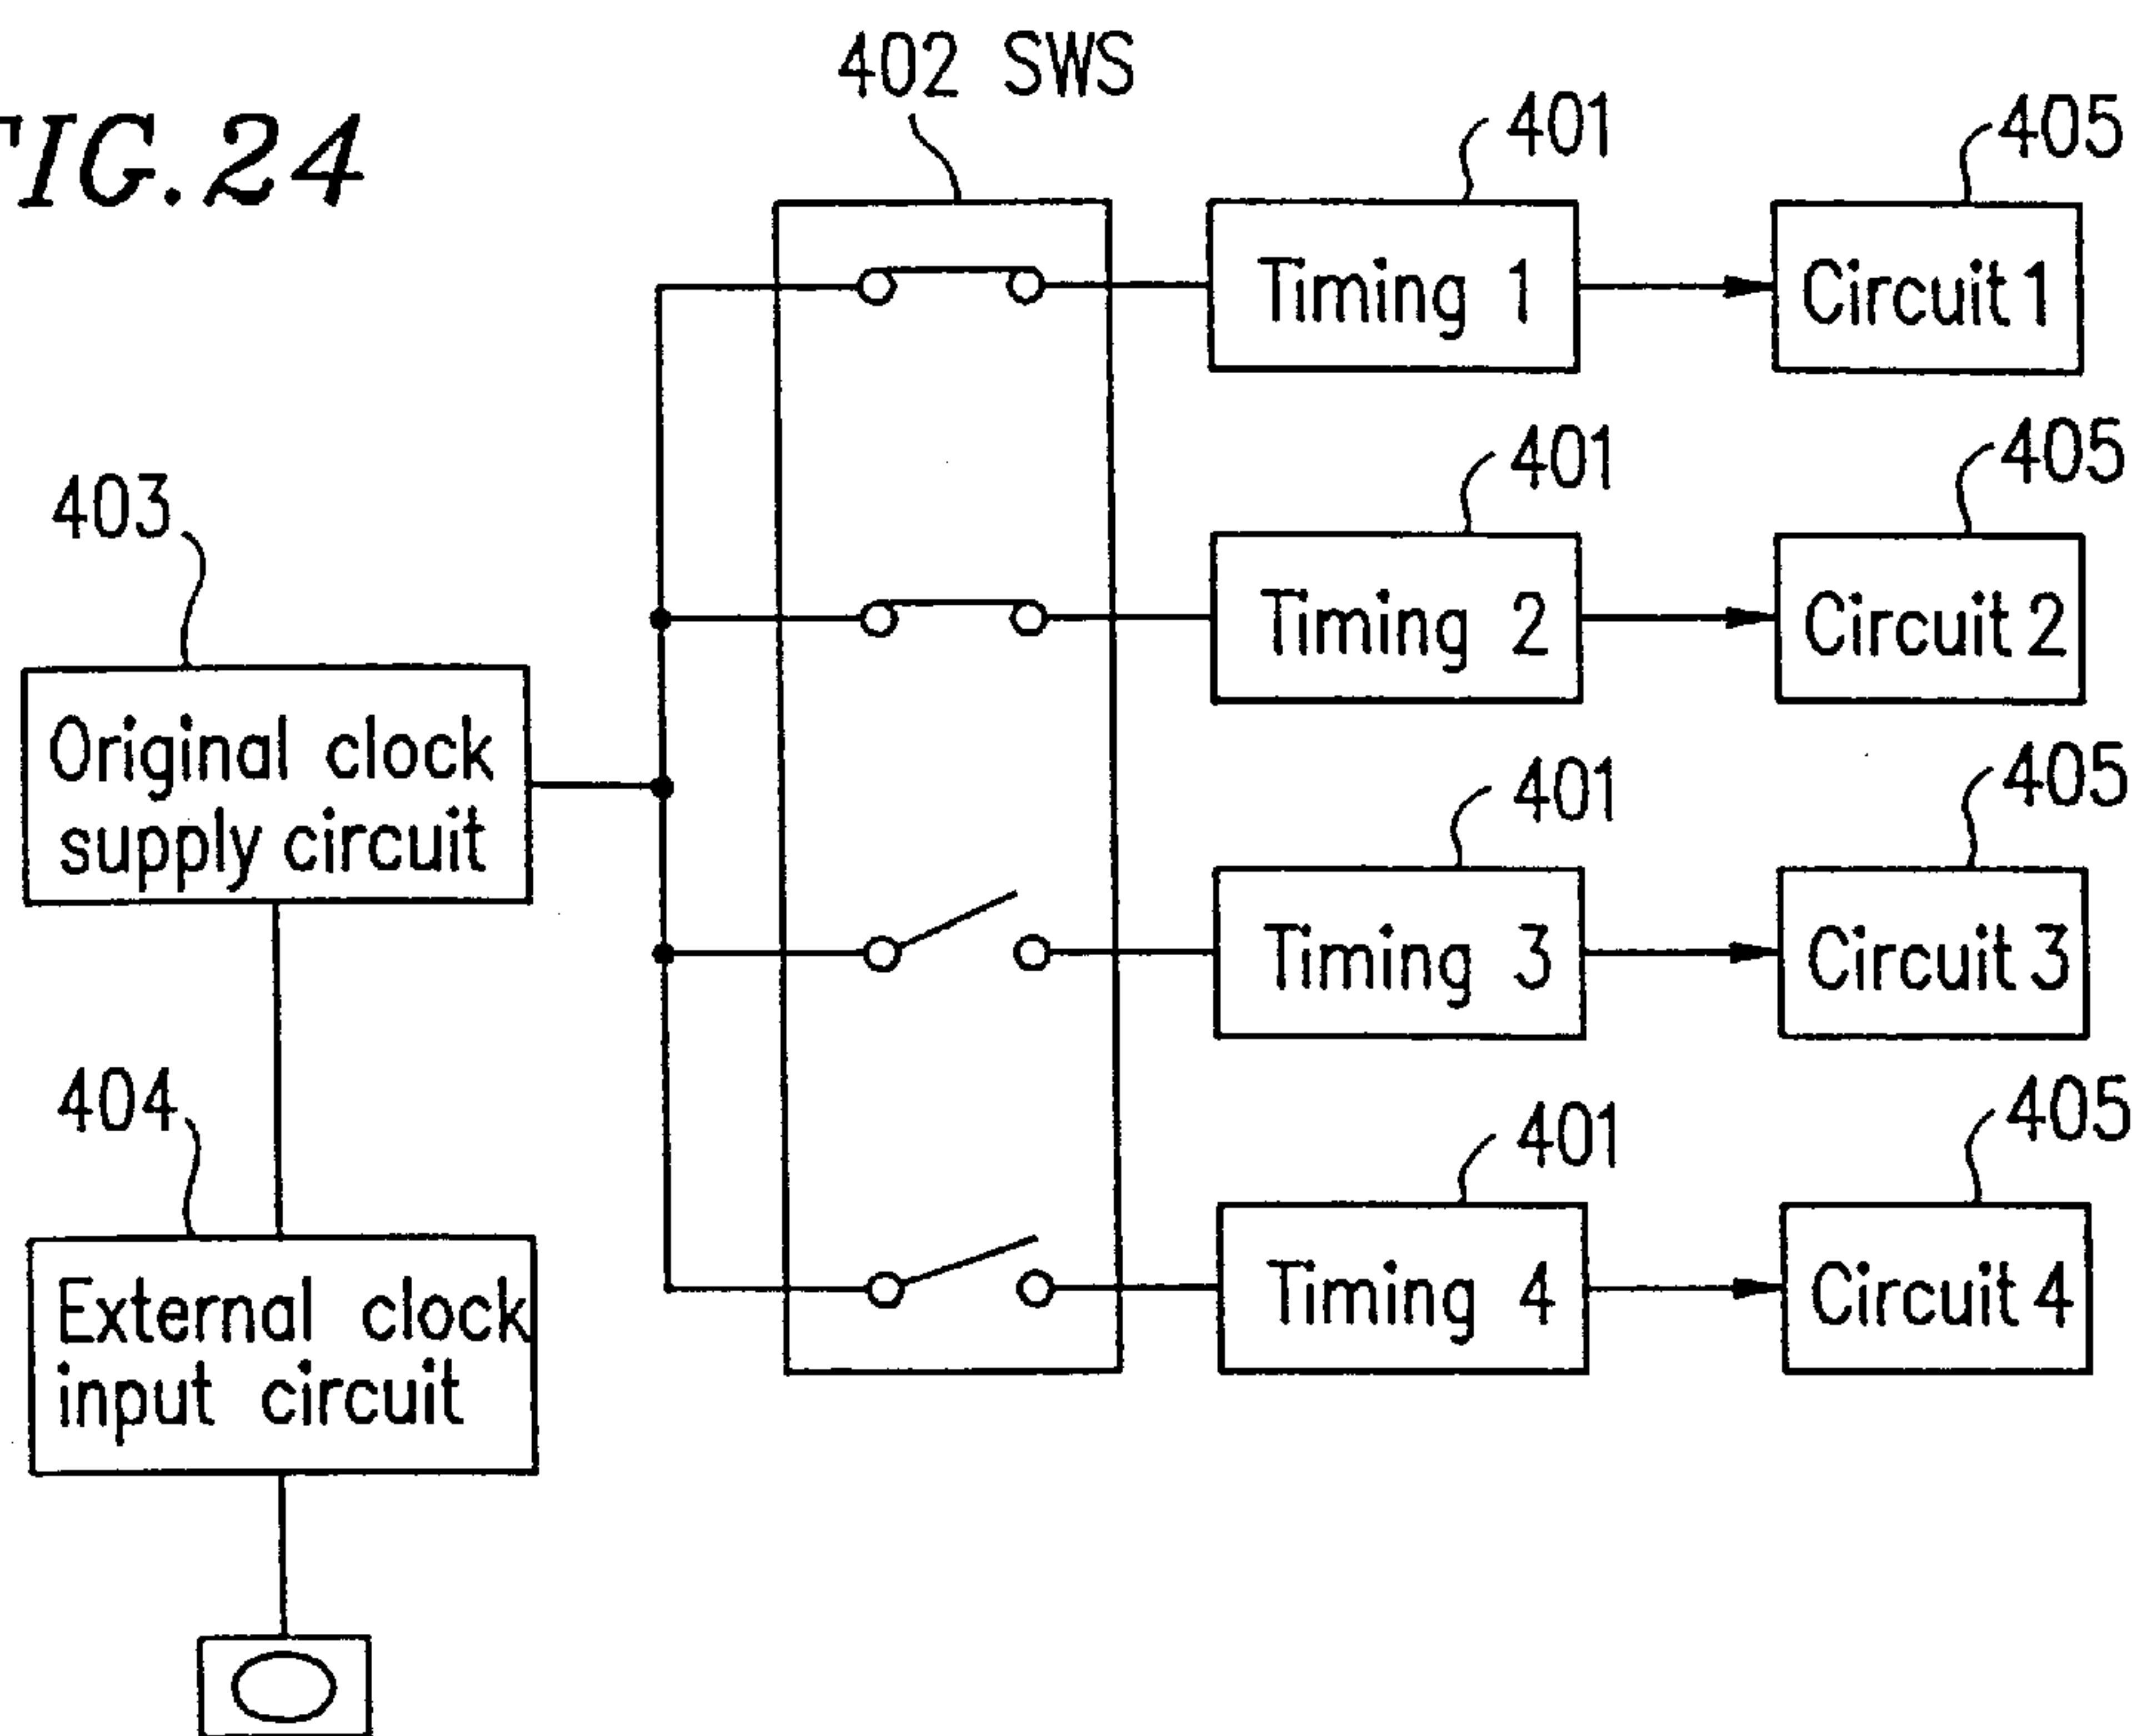 FIG.24
402 SWS
401
405
Timing 1
Circuit 1
401
405
Timing 2
Circuit 2
403
Original clock
supply circuit
401
405
Timing 3
Circuit 3
404
External clock
input circuit
401
405
Timing 4
Circuit 4